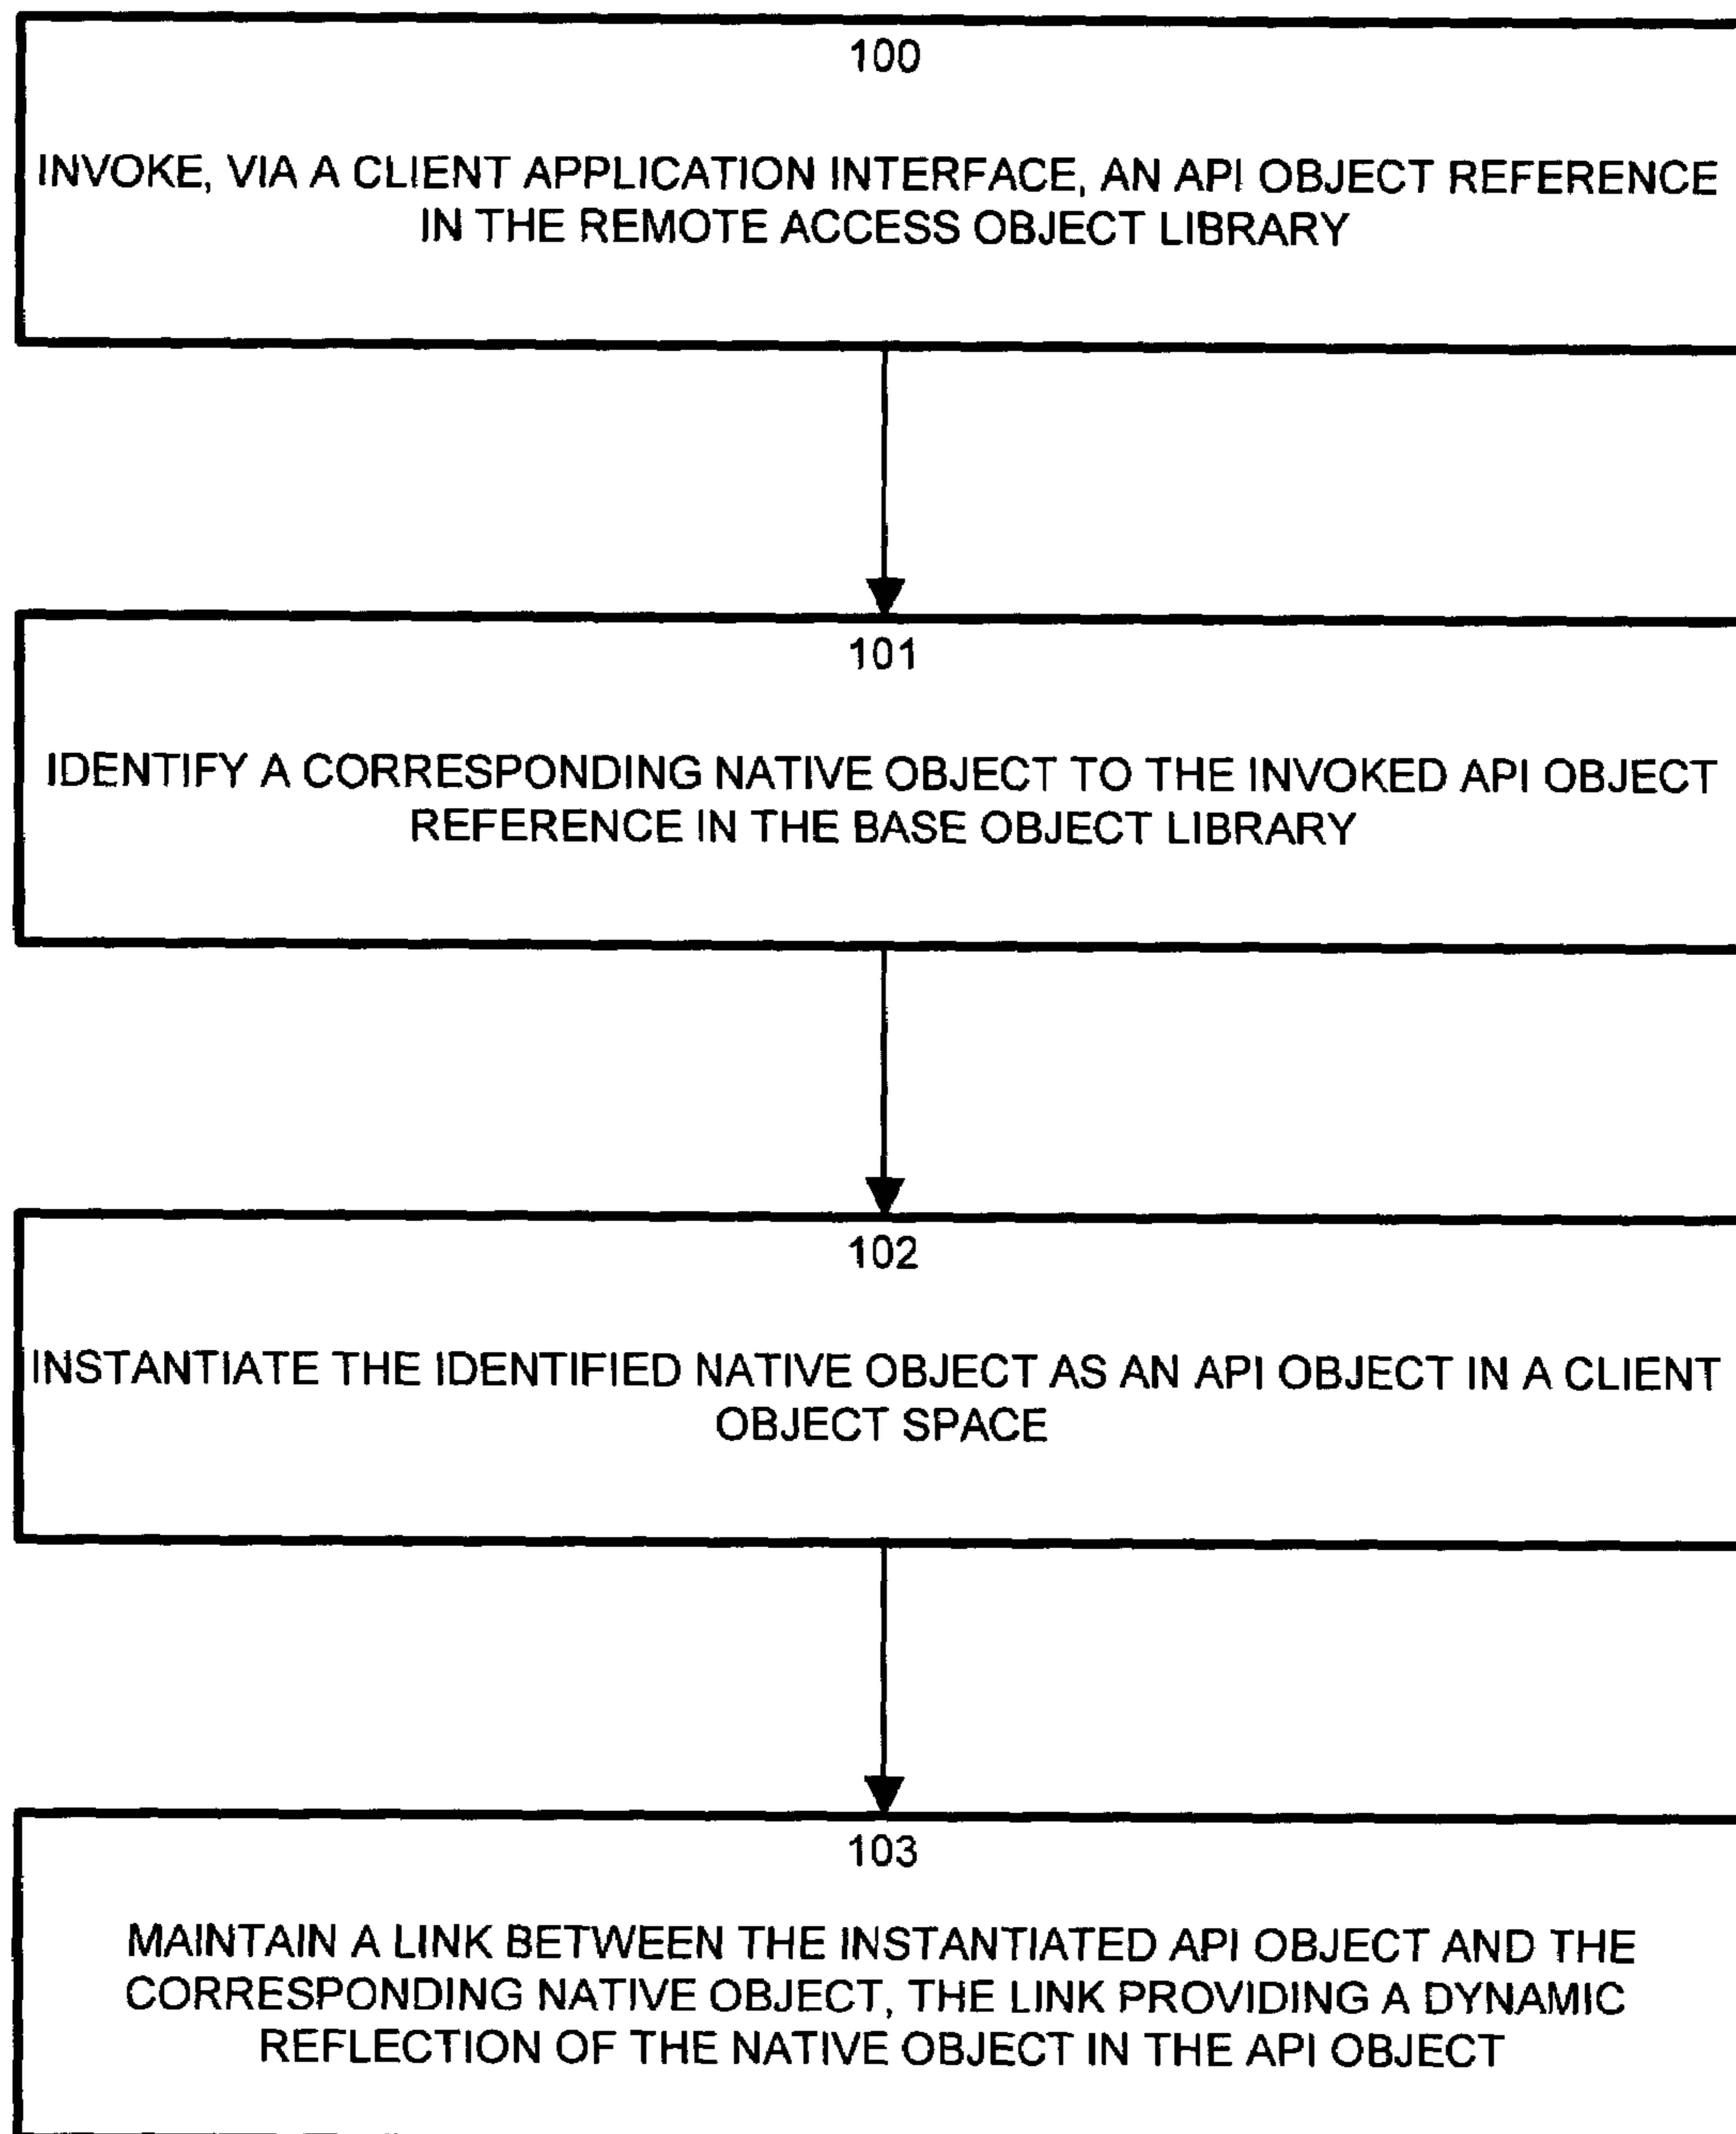 100
INVOKE, VIA A CLIENT APPLICATION INTERFACE, AN API OBJECT REFERENCE
IN THE REMOTE ACCESS OBJECT LIBRARY
101
IDENTIFY A CORRESPONDING NATIVE OBJECT TO THE INVOKED API OBJECT
REFERENCE IN THE BASE OBJECT LIBRARY
102
INSTANTIATE THE IDENTIFIED NATIVE OBJECT AS AN API OBJECT IN A CLIENT
OBJECT SPACE
103
MAINTAIN A LINK BETWEEN THE INSTANTIATED API OBJECT AND THE
CORRESPONDING NATIVE OBJECT, THE LINK PROVIDING A DYNAMIC
REFLECTION OF THE NATIVE OBJECT IN THE API OBJECT